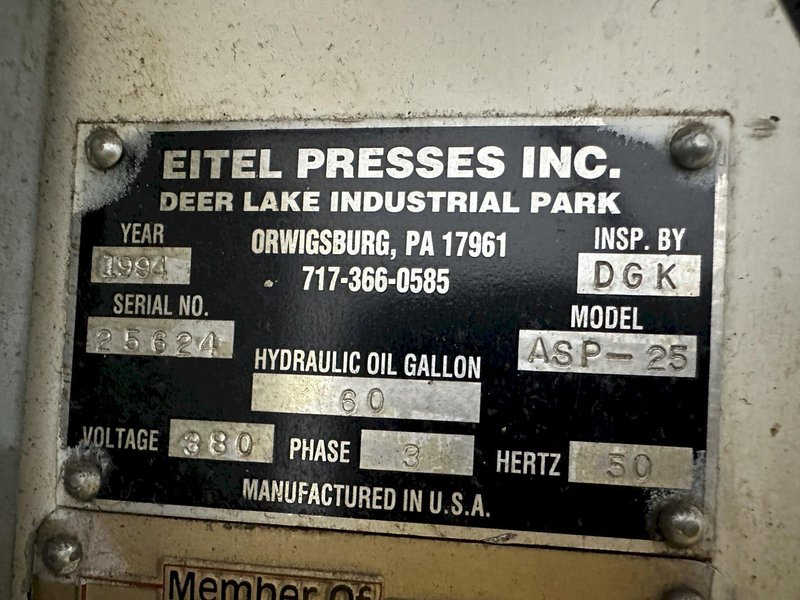 EITEL PRESSES INC.
DEER LAKE INDUSTRIAL PARK
ORWIGSBURG, PA 17961
717-366-0585
YEAR
1994
INSP. BY
DGK
SERIAL NO.
25624
MODEL
ASP-25
HYDRAULIC OIL GALLON
60
VOLTAGE 380 PHASE 3 HERTZ 50
MANUFACTURED IN U.S.A.
Member Of